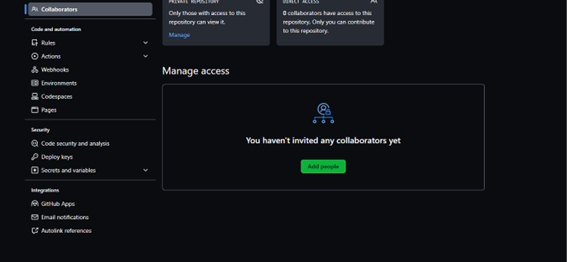 Collaborators
Code and automation
Rules
Actions
Webhooks
Environments
Codespaces
Pages
Security
Code security and analysis
Deploy keys
Secrets and variables
Integrations
GitHub Apps
Email notifications
Autolink references
PRIVATE REPOSITORY
Only those with access to this
repository can view it.
Manage
DIRECT ACCESS
0 collaborators have access to this
repository. Only you can contribute
to this repository.
Manage access
You haven't invited any collaborators yet
Add people